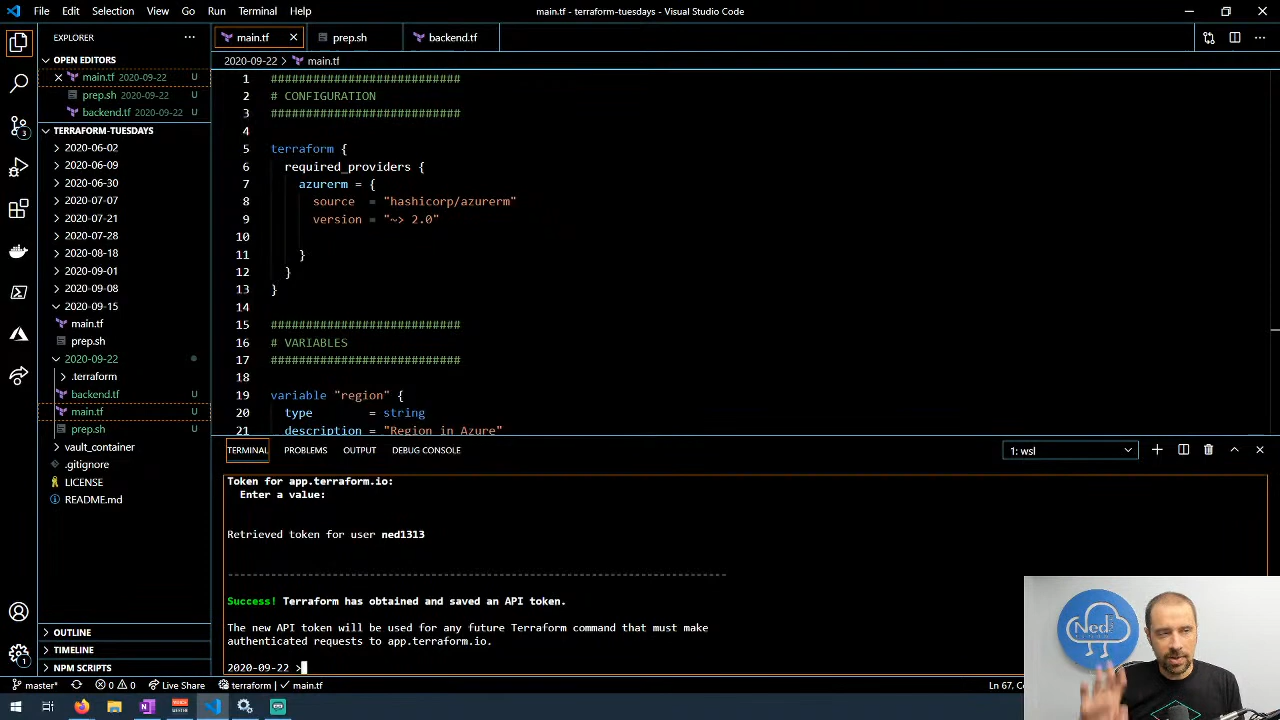 File Edit Selection View Go Run Terminal Help
main.tf - terraform-tuesdays - Visual Studio Code
EXPLORER
OPEN EDITORS
main.tf 2020-09-22 U
prep.sh 2020-09-22 U
backend.tf 2020-09-22 U
TERRAFORM-TUESDAYS
2020-06-02
2020-06-09
2020-06-30
2020-07-07
2020-07-21
2020-07-28
2020-08-18
2020-09-01
2020-09-08
2020-09-15
main.tf
prep.sh
2020-09-22
.terraform
backend.tf U
main.tf U
prep.sh U
vault_container
.gitignore
LICENSE
README.md
OUTLINE
TIMELINE
NPM SCRIPTS
main.tf prep.sh backend.tf
2020-09-22 > main.tf
1 ###########################
2 # CONFIGURATION
3 ###########################
4
5 terraform {
6 required_providers {
7 azurerm = {
8 source = "hashicorp/azurerm"
9 version = "~> 2.0"
10
11 }
12 }
13 }
14
15 ###########################
16 # VARIABLES
17 ###########################
18
19 variable "region" {
20 type = string
21 description = "Region in Azure"
TERMINAL PROBLEMS OUTPUT DEBUG CONSOLE
1: wsl
Token for app.terraform.io:
Enter a value:
Retrieved token for user ned1313
--------------------------------------------------------------------------------
Success! Terraform has obtained and saved an API token.
The new API token will be used for any future Terraform command that must make
authenticated requests to app.terraform.io.
2020-09-22 >
Ned
3
1
master* 0 0 Live Share terraform main.tf
Ln 67,